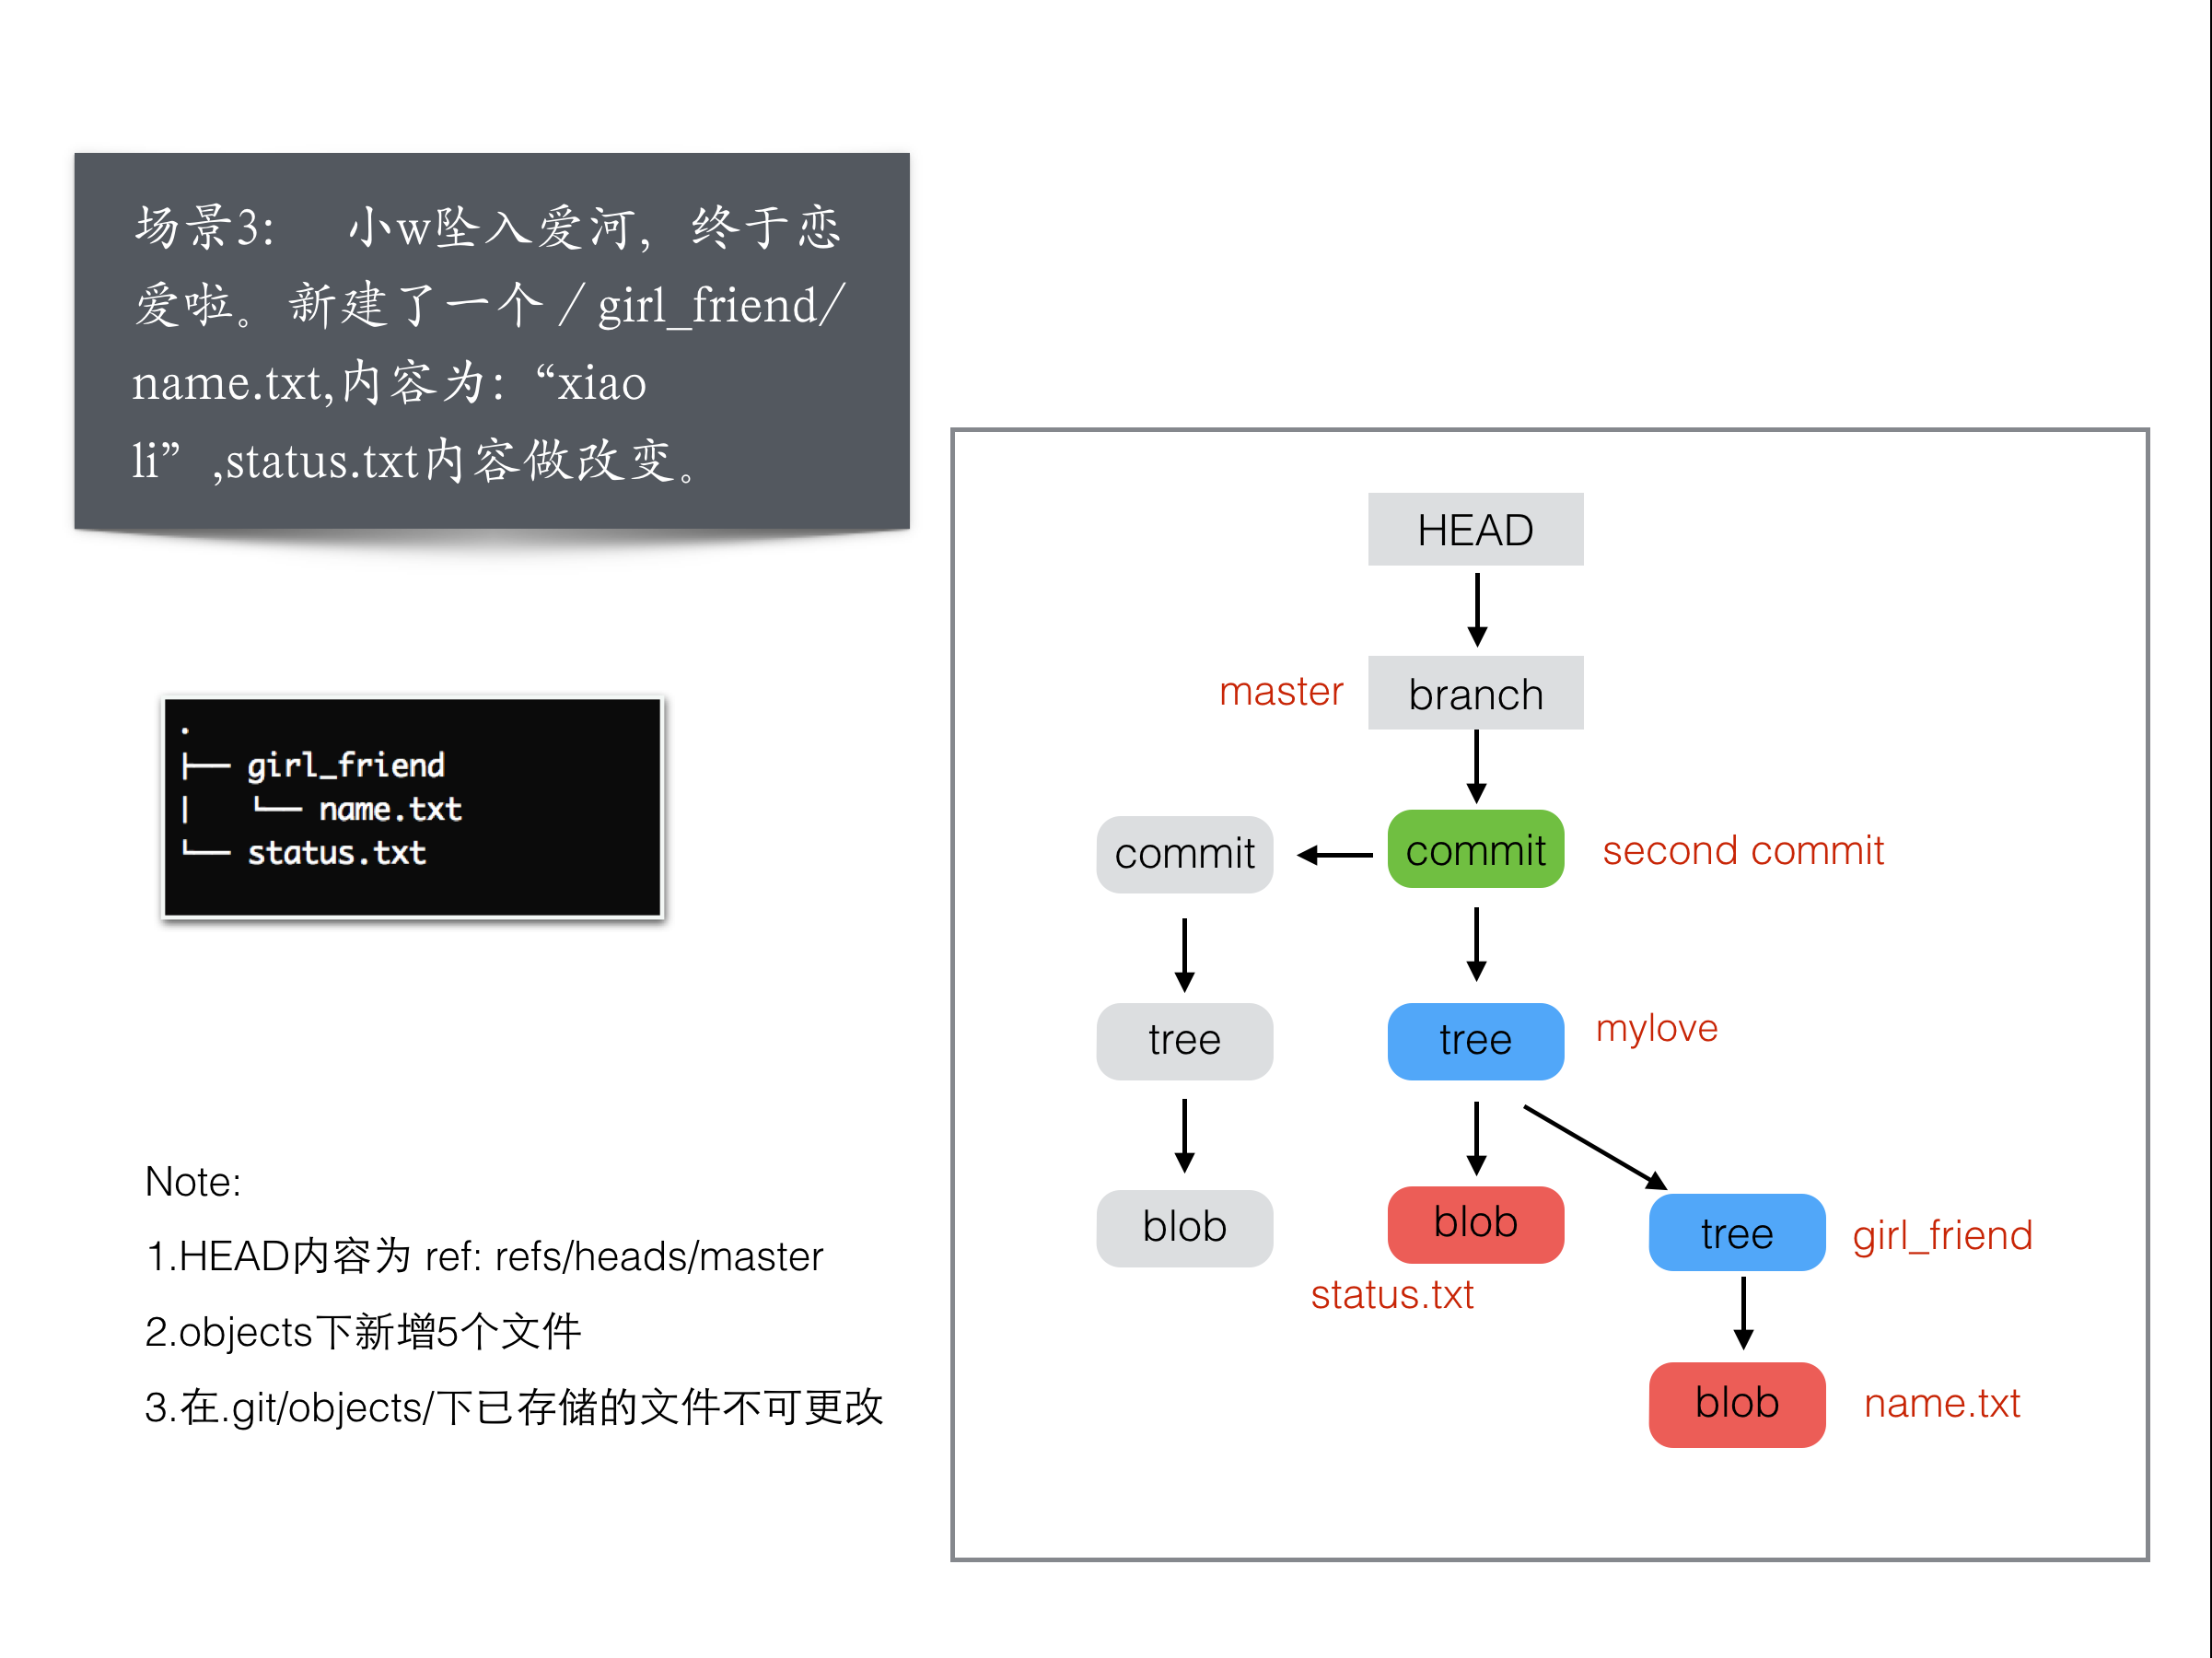 场景3:　小w坠入爱河，终于恋
爱啦。新建了一个／girl_friend/
name.txt,内容为:“xiao
li”,status.txt内容做改变。
.
├── girl_friend
|   └── name.txt
└── status.txt
Note:
1.HEAD内容为 ref: refs/heads/master
2.objects下新增5个文件
3.在.git/objects/下已存储的文件不可更改
HEAD
master
branch
commit
commit
second commit
tree
tree
mylove
blob
blob
tree
girl_friend
status.txt
blob
name.txt